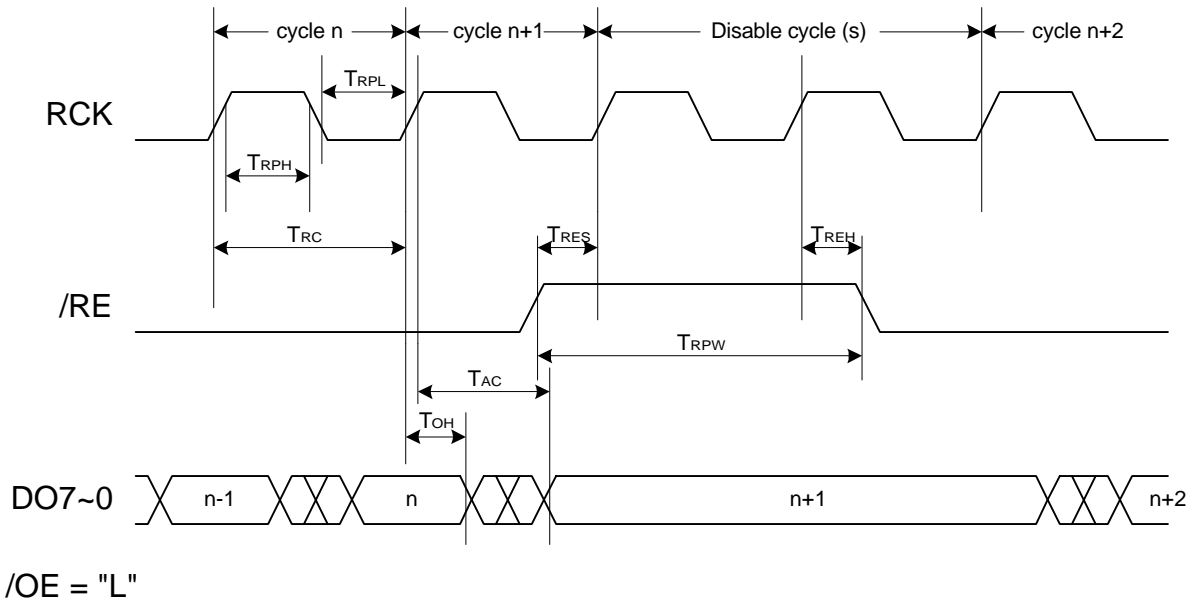 cycle n
cycle n+1
Disable cycle (s)
cycle n+2
TRPL
RCK
TRPH
TRC
TRES
TREH
/RE
TRPW
TAC
TOH
DO7~0
n-1
n
n+1
n+2
/OE = "L"